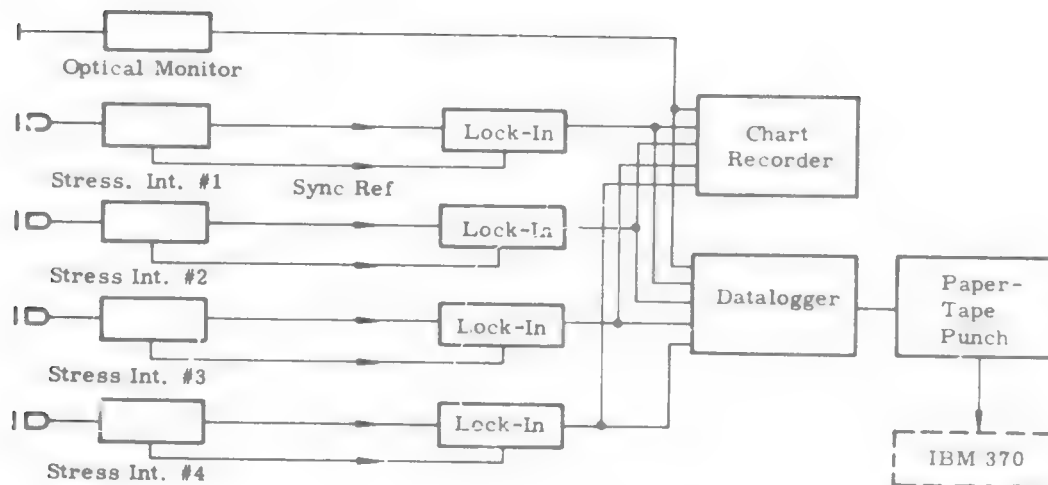 Optical Monitor
Lock-In
Chart
Recorder
Stress. Int. #1
Sync Ref
Lock-In
Stress Int. #2
Datalogger
Paper-
Tape
Punch
Lock-In
Stress Int. #3
Lock-In
IBM 370
Stress Int. #4